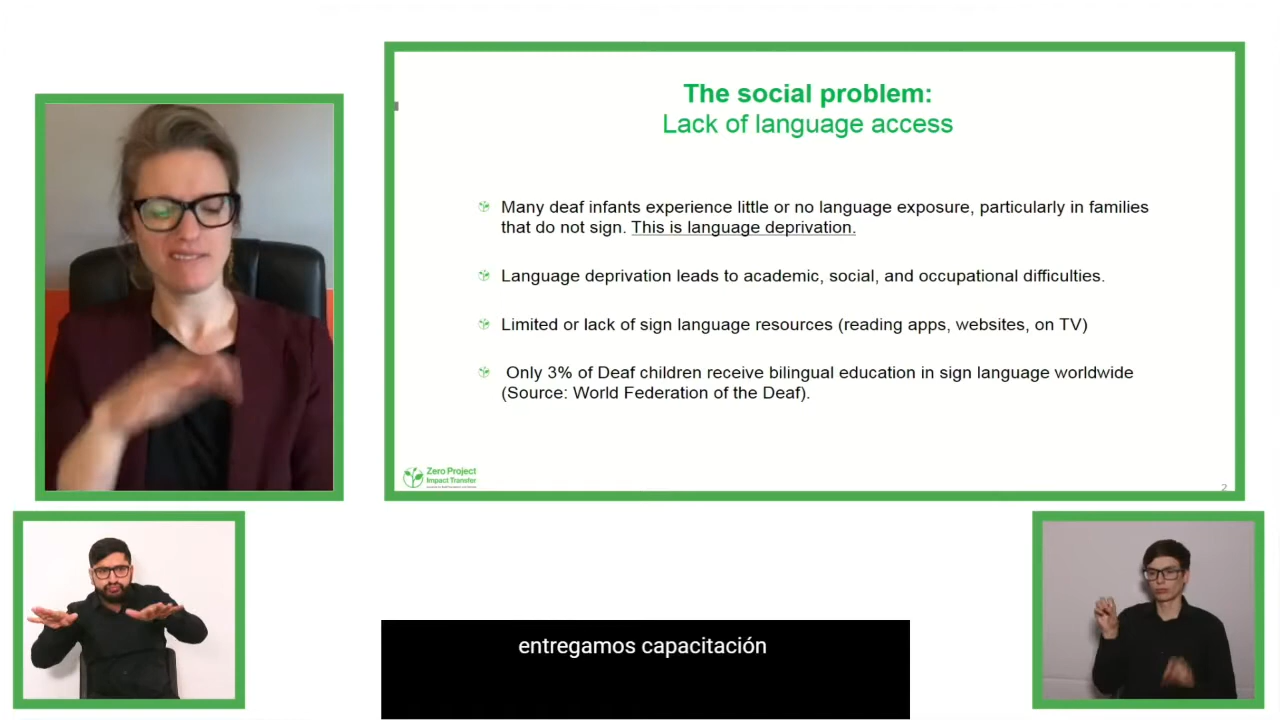 The social problem:
Lack of language access
Many deaf infants experience little or no language exposure, particularly in families
that do not sign. This is language deprivation.
Language deprivation leads to academic, social, and occupational difficulties.
Limited or lack of sign language resources (reading apps, websites, on TV)
Only 3% of Deaf children receive bilingual education in sign language worldwide
(Source: World Federation of the Deaf).
Zero Project
Impact Transfer
2
entregamos capacitación